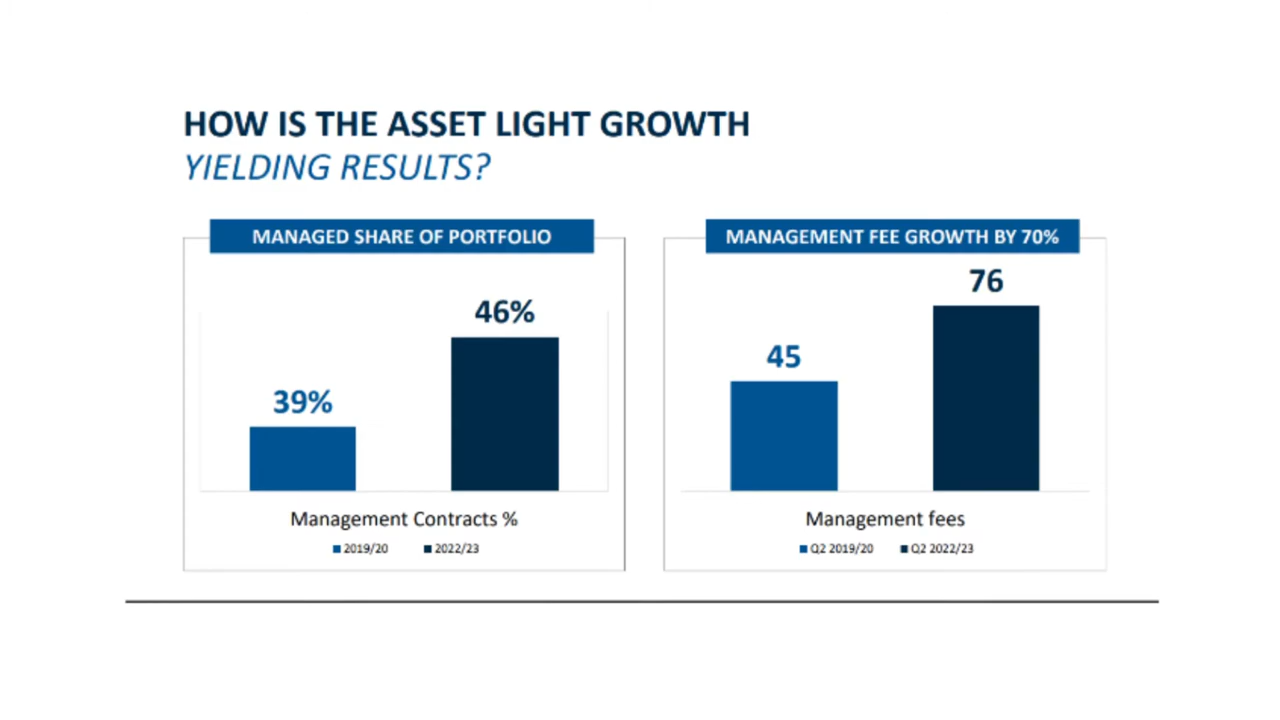 HOW IS THE ASSET LIGHT GROWTH
YIELDING RESULTS?
MANAGED SHARE OF PORTFOLIO
39%
46%
Management Contracts %
2019/20 2022/23
MANAGEMENT FEE GROWTH BY 70%
45
76
Management fees
Q2 2019/20 Q2 2022/23